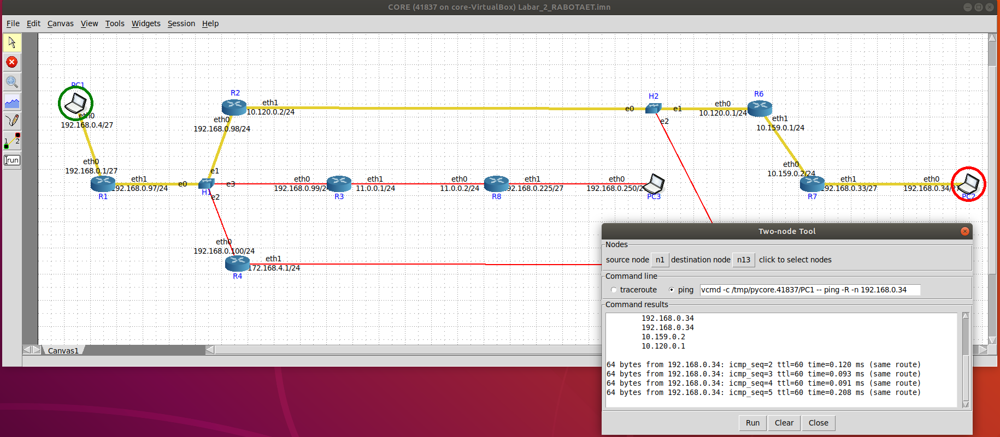 CORE (41837 on core-VirtualBox) Labar_2_RABOTAET.imn
File Edit Canvas View Tools Widgets Session Help
PC1
eth0
192.168.0.4/27
R2
eth1
10.120.0.2/24
eth0
192.168.0.98/24
H2
e0
e1
e2
R6
eth0
10.120.0.1/24
eth1
10.159.0.1/24
eth0
192.168.0.1/27
eth1
92.168.0.97/24
R1
e0
e1
e3
H1
e2
eth0
192.168.0.99/24
R3
eth1
11.0.0.1/24
eth0
11.0.0.2/24
R8
eth1
92.168.0.225/27
eth0
192.168.0.250/2
PC3
eth0
10.159.0.2/24
R7
eth1
92.168.0.33/27
eth0
192.168.0.34/27
PC2
eth0
192.168.0.100/24
R4
eth1
172.168.4.1/24
1 2
run
Canvas1
Two-node Tool
Nodes
source node n1 destination node n13 click to select nodes
Command line
traceroute ping vcmd -c /tmp/pycore.41837/PC1 -- ping -R -n 192.168.0.34
Command results
192.168.0.34
192.168.0.34
10.159.0.2
10.120.0.1
64 bytes from 192.168.0.34: icmp_seq=2 ttl=60 time=0.120 ms (same route)
64 bytes from 192.168.0.34: icmp_seq=3 ttl=60 time=0.093 ms (same route)
64 bytes from 192.168.0.34: icmp_seq=4 ttl=60 time=0.091 ms (same route)
64 bytes from 192.168.0.34: icmp_seq=5 ttl=60 time=0.208 ms (same route)
Run Clear Close